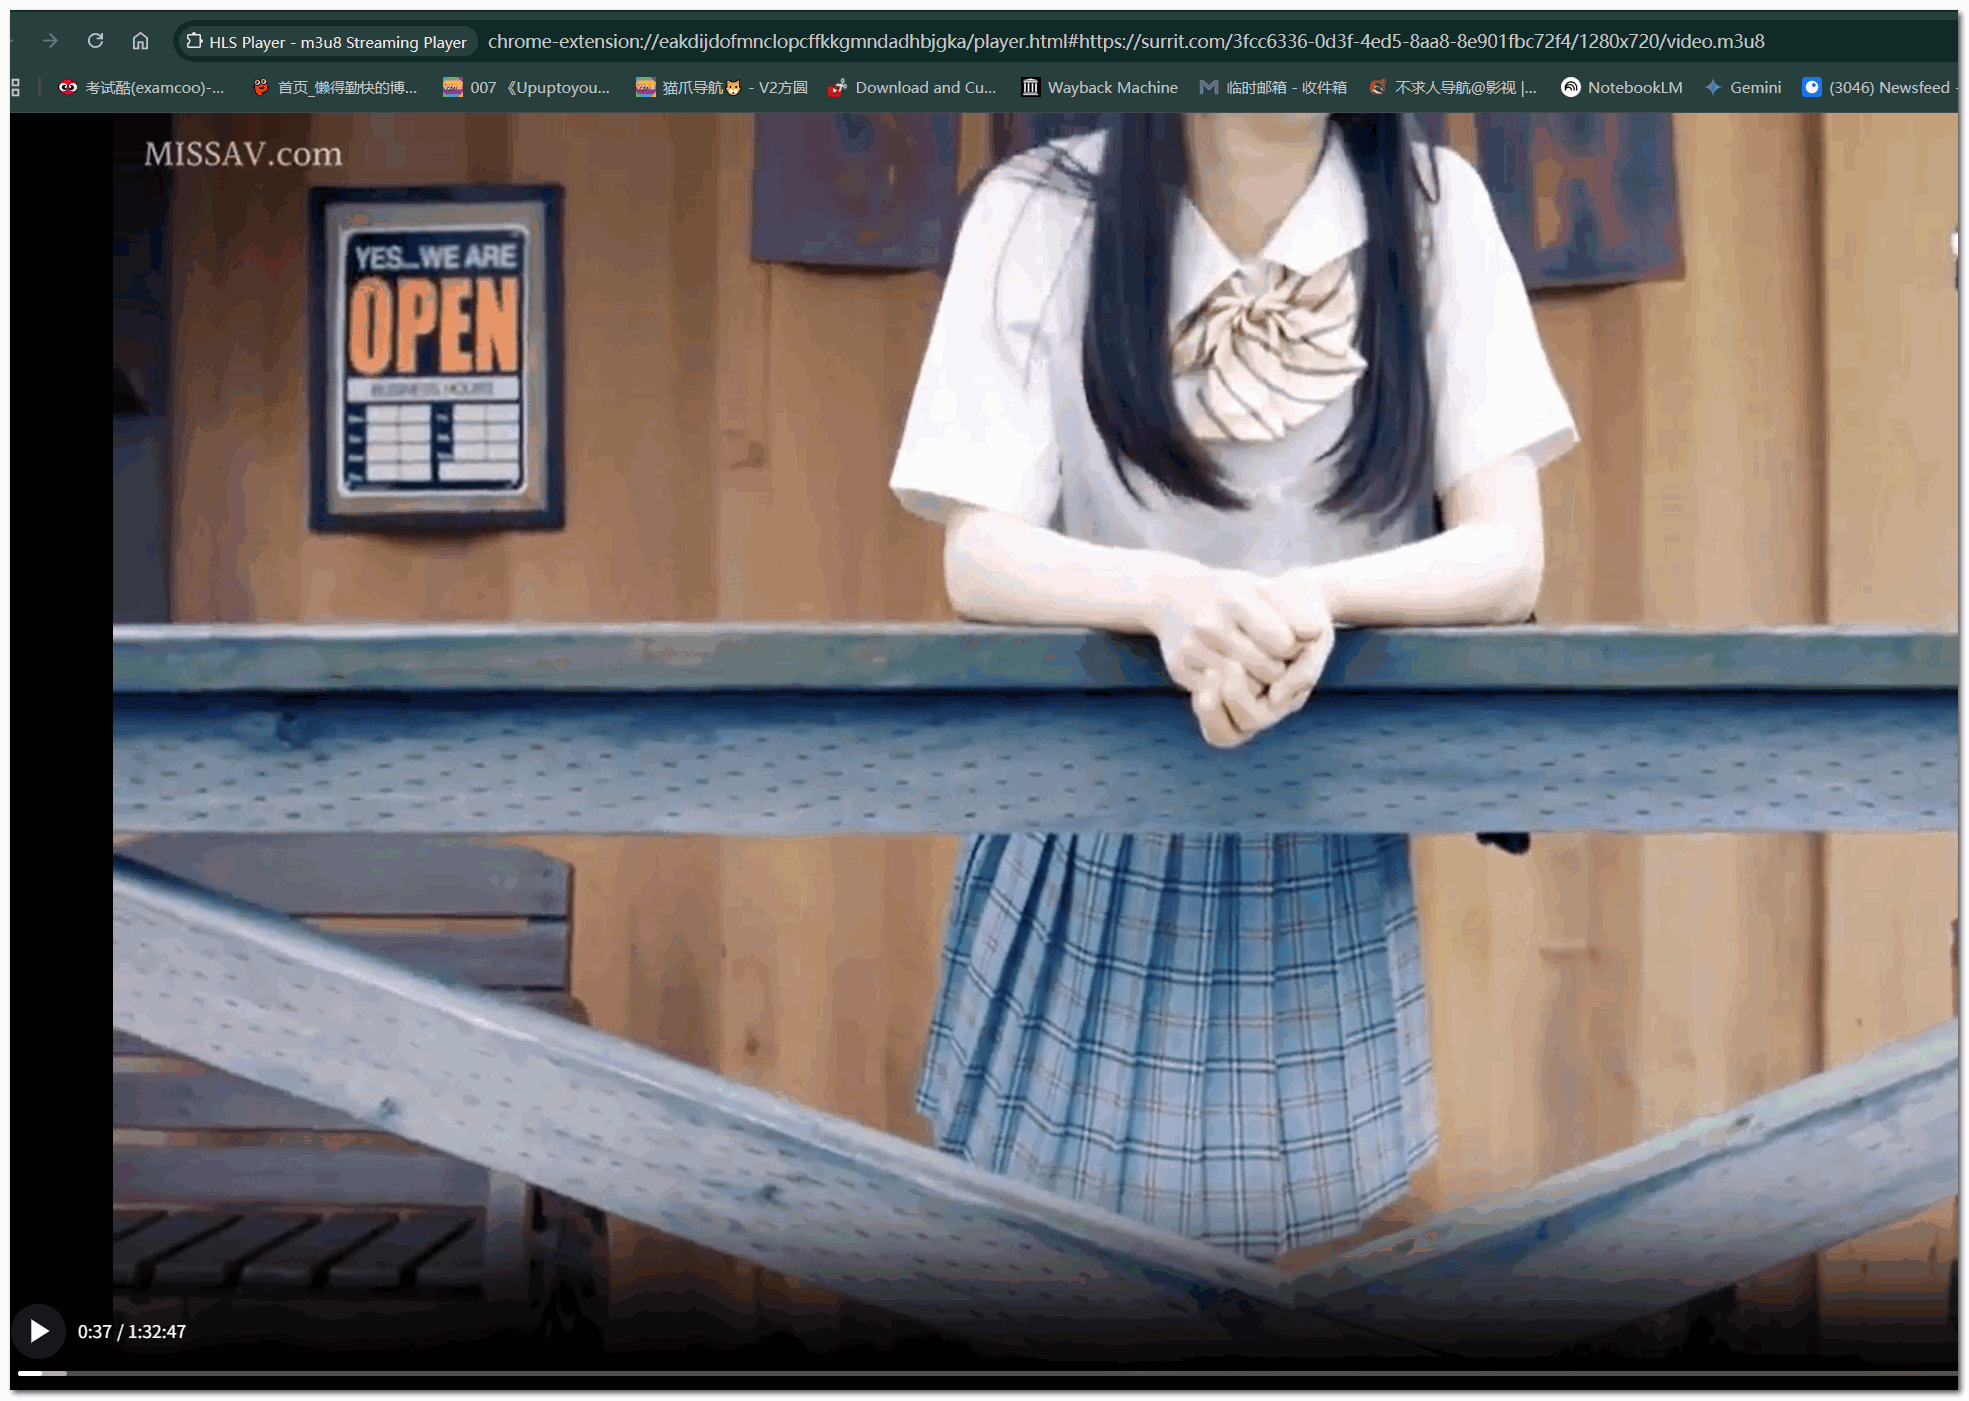 HLS Player - m3u8 Streaming Player
chrome-extension://eakdijdofmnclopcffkkgmndadhbjgka/player.html#https://surrit.com/3fcc6336-0d3f-4ed5-8aa8-8e901fbc72f4/1280x720/video.m3u8
考试酷(examcoo)-...
首页_懒得勤快的博...
007 《Upuptoyou...
猫爪导航🐱 - V2方圆
Download and Cu...
Wayback Machine
临时邮箱 - 收件箱
不求人导航@影视 |...
NotebookLM
Gemini
(3046) Newsfeed -
MISSAV.com
YES...WE ARE
OPEN
BUSINESS HOURS
0:37 / 1:32:47